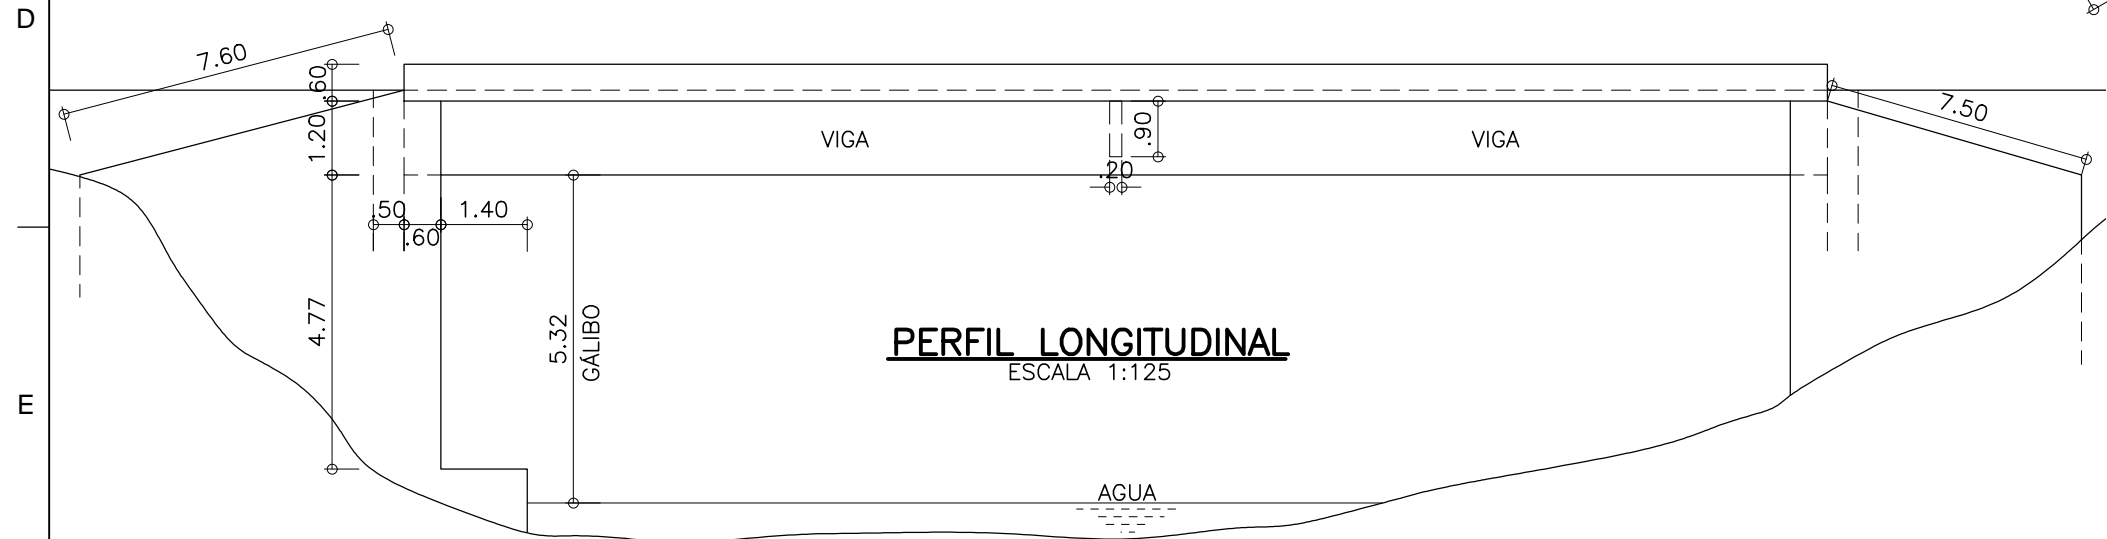 D
7.60
.60
7.50
1.20
VIGA
.90
VIGA
.20
.50
1.40
.60
4.77
5.32
GÁLIBO
PERFIL LONGITUDINAL
ESCALA 1:125
E
AGUA